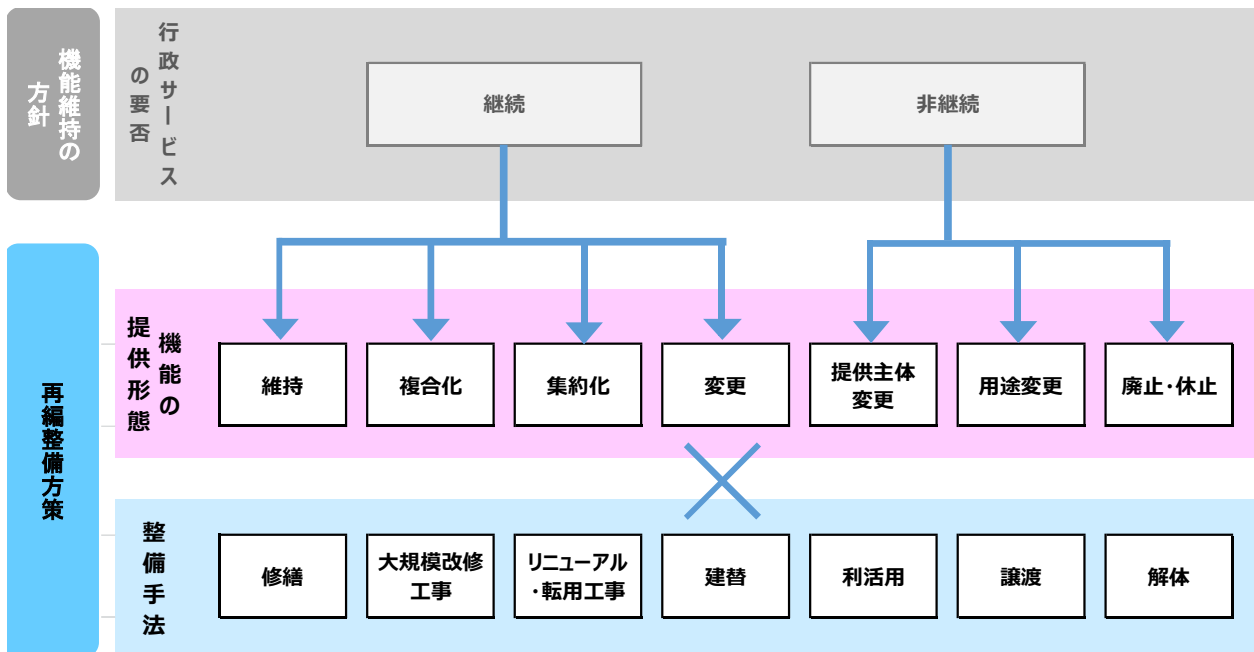 機能維持の
方針
行政サービス
の要否
継続
非継続
再編整備方策
機能の
提供形態
維持
複合化
集約化
変更
提供主体
変更
用途変更
廃止・休止
整備手法
修繕
大規模改修
工事
リニューアル
・転用工事
建替
利活用
譲渡
解体